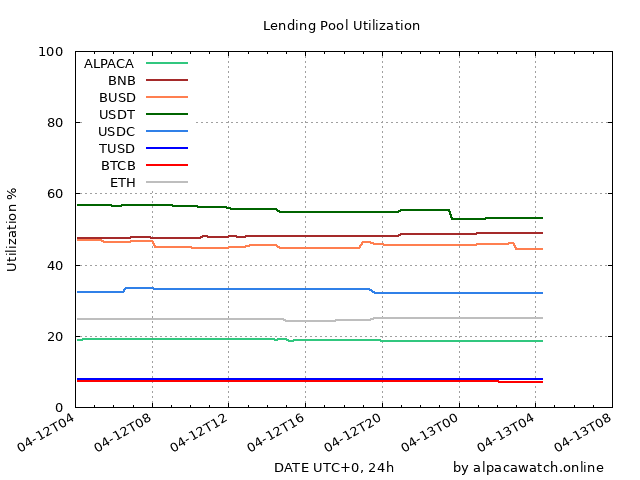 Lending Pool Utilization
100
80
60
40
20
0
Utilization %
ALPACA
BNB
BUSD
USDT
USDC
TUSD
BTCB
ETH
04-12T04
04-12T08
04-12T12
04-12T16
04-12T20
04-13T00
04-13T04
04-13T08
DATE UTC+0, 24h
by alpacawatch.online